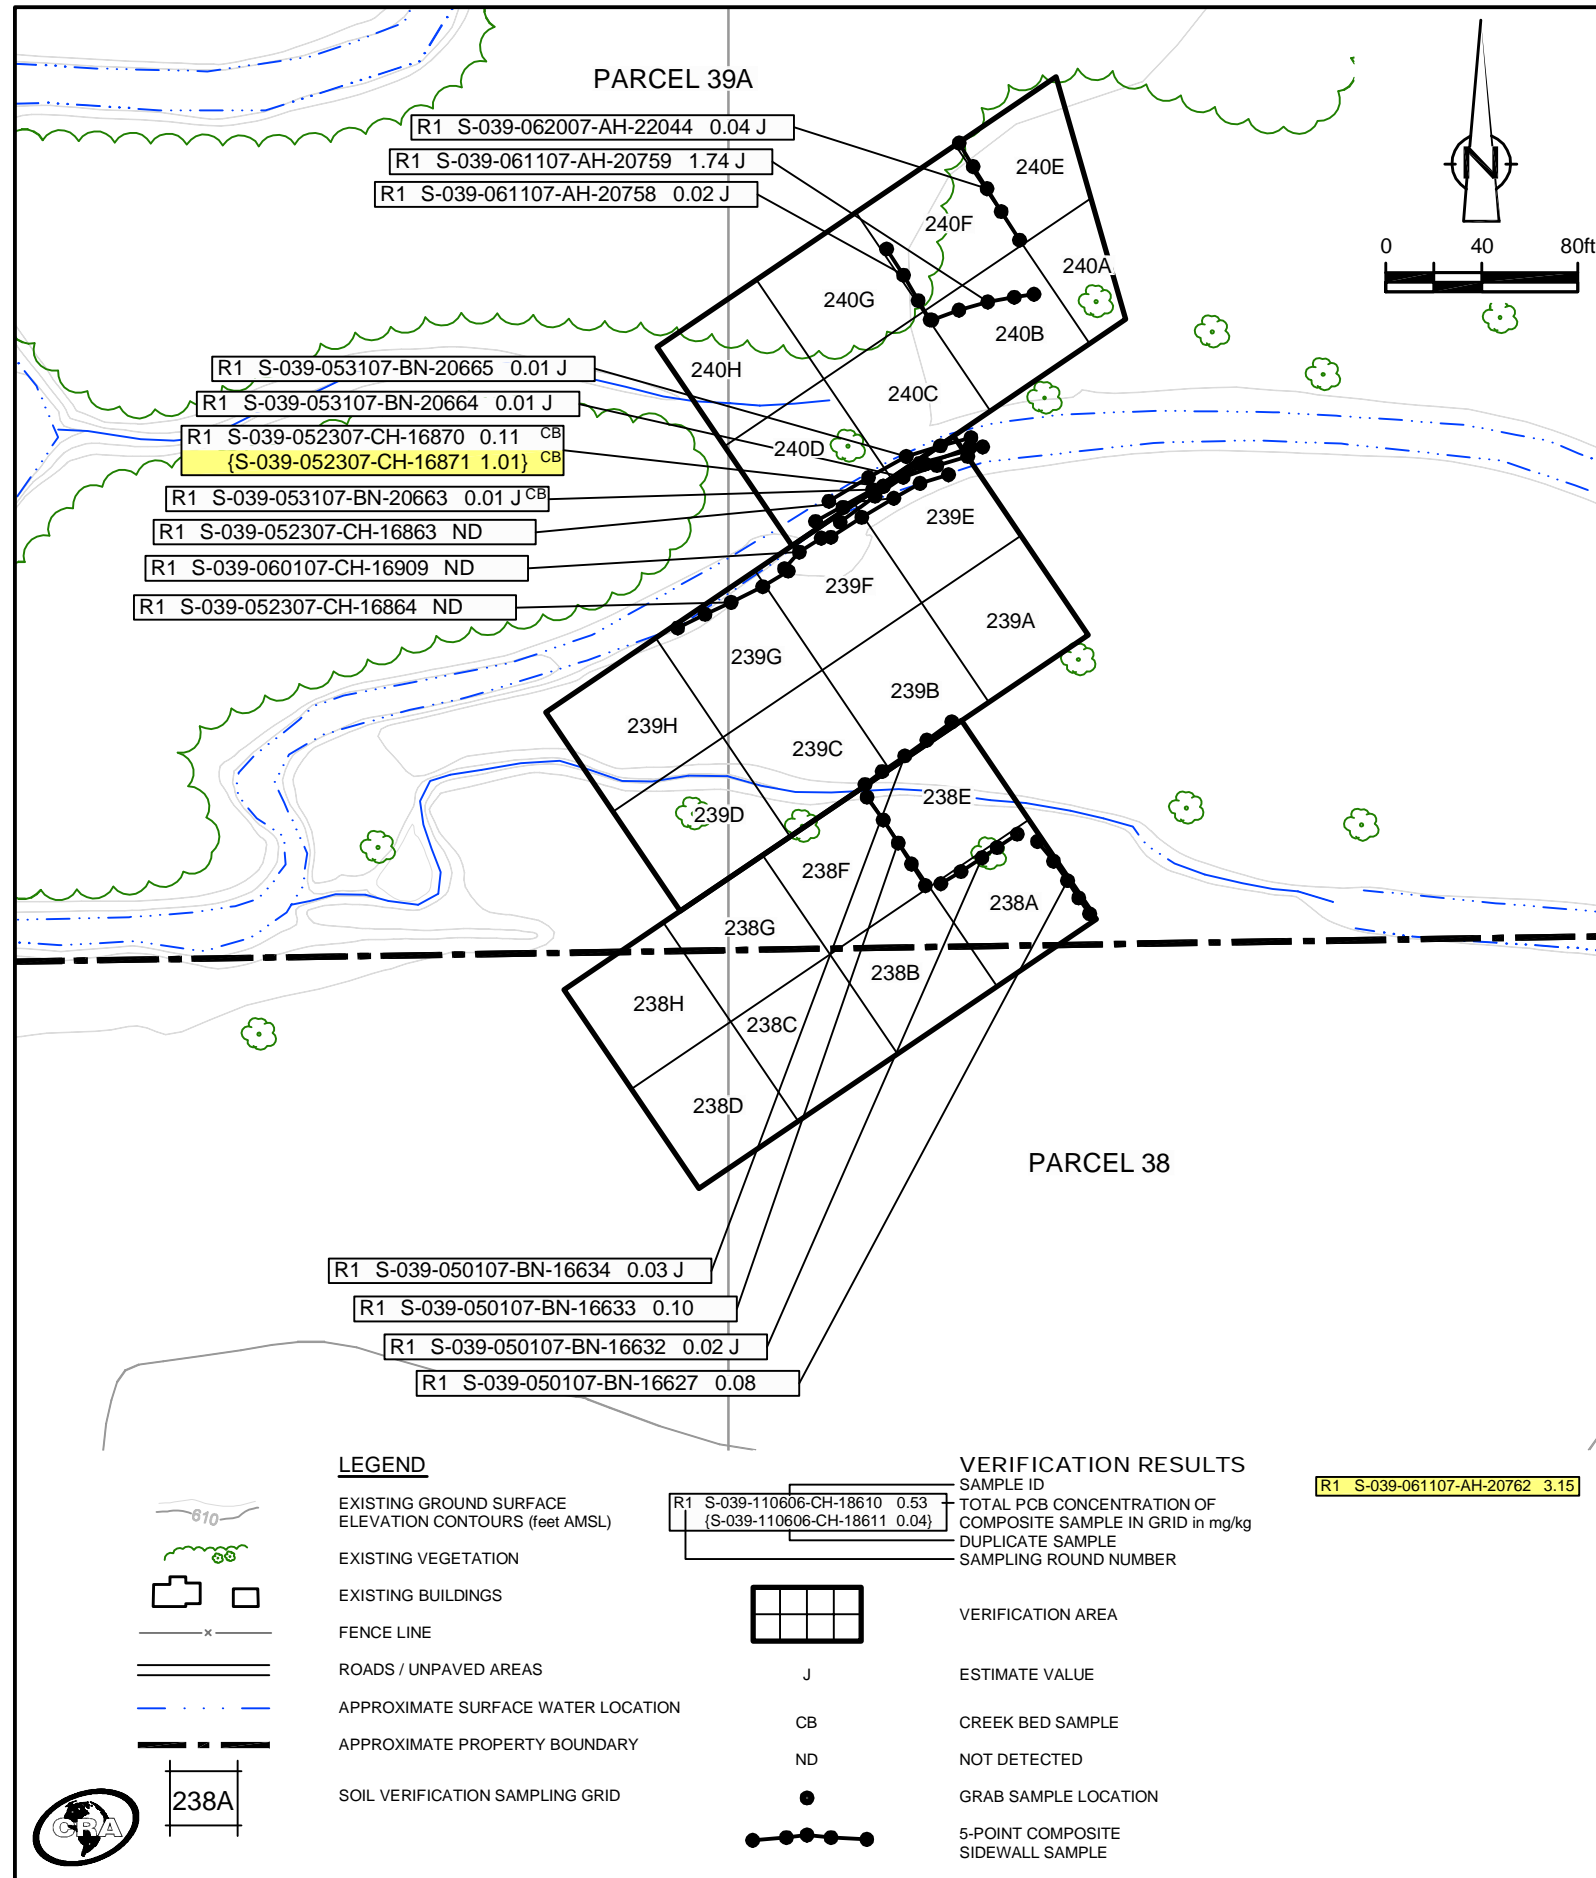 PARCEL 39A
R1 S-039-062007-AH-22044 0.04 J
R1 S-039-061107-AH-20759 1.74 J
R1 S-039-061107-AH-20758 0.02 J
240E
240F
240A
240G
240B
240H
240C
240D
N
0 40 80ft
R1 S-039-053107-BN-20665 0.01 J
R1 S-039-053107-BN-20664 0.01 J
R1 S-039-052307-CH-16870 0.11 CB
{S-039-052307-CH-16871 1.01} CB
R1 S-039-053107-BN-20663 0.01 J CB
R1 S-039-052307-CH-16863 ND
R1 S-039-060107-CH-16909 ND
R1 S-039-052307-CH-16864 ND
239E
239F
239A
239G
239B
239H
239C
239D
238E
238F
238A
238G
238B
238H
238C
238D
PARCEL 38
R1 S-039-050107-BN-16634 0.03 J
R1 S-039-050107-BN-16633 0.10
R1 S-039-050107-BN-16632 0.02 J
R1 S-039-050107-BN-16627 0.08
LEGEND
610
EXISTING GROUND SURFACE
ELEVATION CONTOURS (feet AMSL)
EXISTING VEGETATION
EXISTING BUILDINGS
x
FENCE LINE
ROADS / UNPAVED AREAS
APPROXIMATE SURFACE WATER LOCATION
APPROXIMATE PROPERTY BOUNDARY
238A
SOIL VERIFICATION SAMPLING GRID
CRA
VERIFICATION RESULTS
R1 S-039-110606-CH-18610 0.53
{S-039-110606-CH-18611 0.04}
SAMPLE ID
TOTAL PCB CONCENTRATION OF
COMPOSITE SAMPLE IN GRID in mg/kg
DUPLICATE SAMPLE
SAMPLING ROUND NUMBER
R1 S-039-061107-AH-20762 3.15
VERIFICATION AREA
J ESTIMATE VALUE
CB CREEK BED SAMPLE
ND NOT DETECTED
GRAB SAMPLE LOCATION
5-POINT COMPOSITE
SIDEWALL SAMPLE